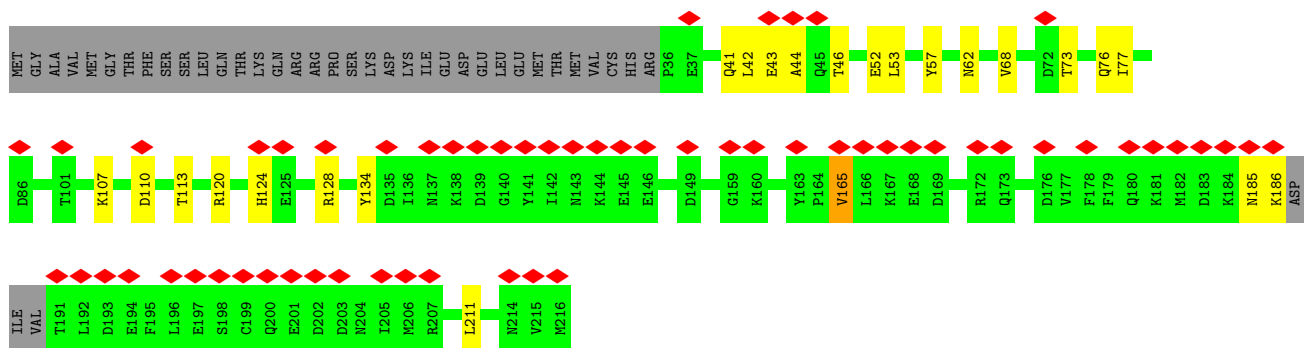 MET GLY ALA VAL MET GLY THR PHE SER SER LEU GLN THR LYS GLN ARG ARG PRO SER LYS ASP LYS ILE GLU ASP GLU LEU GLU MET THR MET VAL CYS HIS ARG P36 E37 Q41 L42 E43 A44 Q45 T46 E52 L53 Y57 N62 V68 D72 T73 Q76 I77
D86 T101 K107 D110 T113 R120 H124 E125 R128 Y134 D135 I136 N137 K138 D139 G140 Y141 I142 N143 K144 E145 E146 D149 G159 K160 Y163 P164 V165 L166 K167 E168 D169 R172 Q173 D176 V177 F178 F179 Q180 K181 M182 D183 K184 N185 K186 ASP
ILE VAL T191 L192 D193 E194 F195 L196 E197 S198 C199 Q200 E201 D202 D203 N204 I205 M206 R207 L211 N214 V215 M216